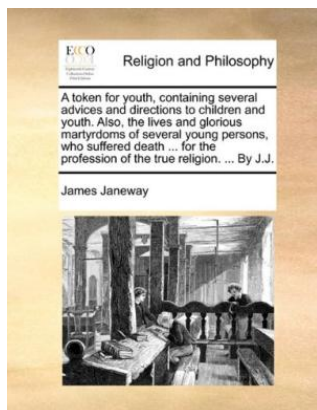 ECCO
Religion and Philosophy
A token for youth, containing several
advices and directions to children and
youth. Also, the lives and glorious
martyrdoms of several young persons,
who suffered death ... for the
profession of the true religion. ... By J.J.
James Janeway